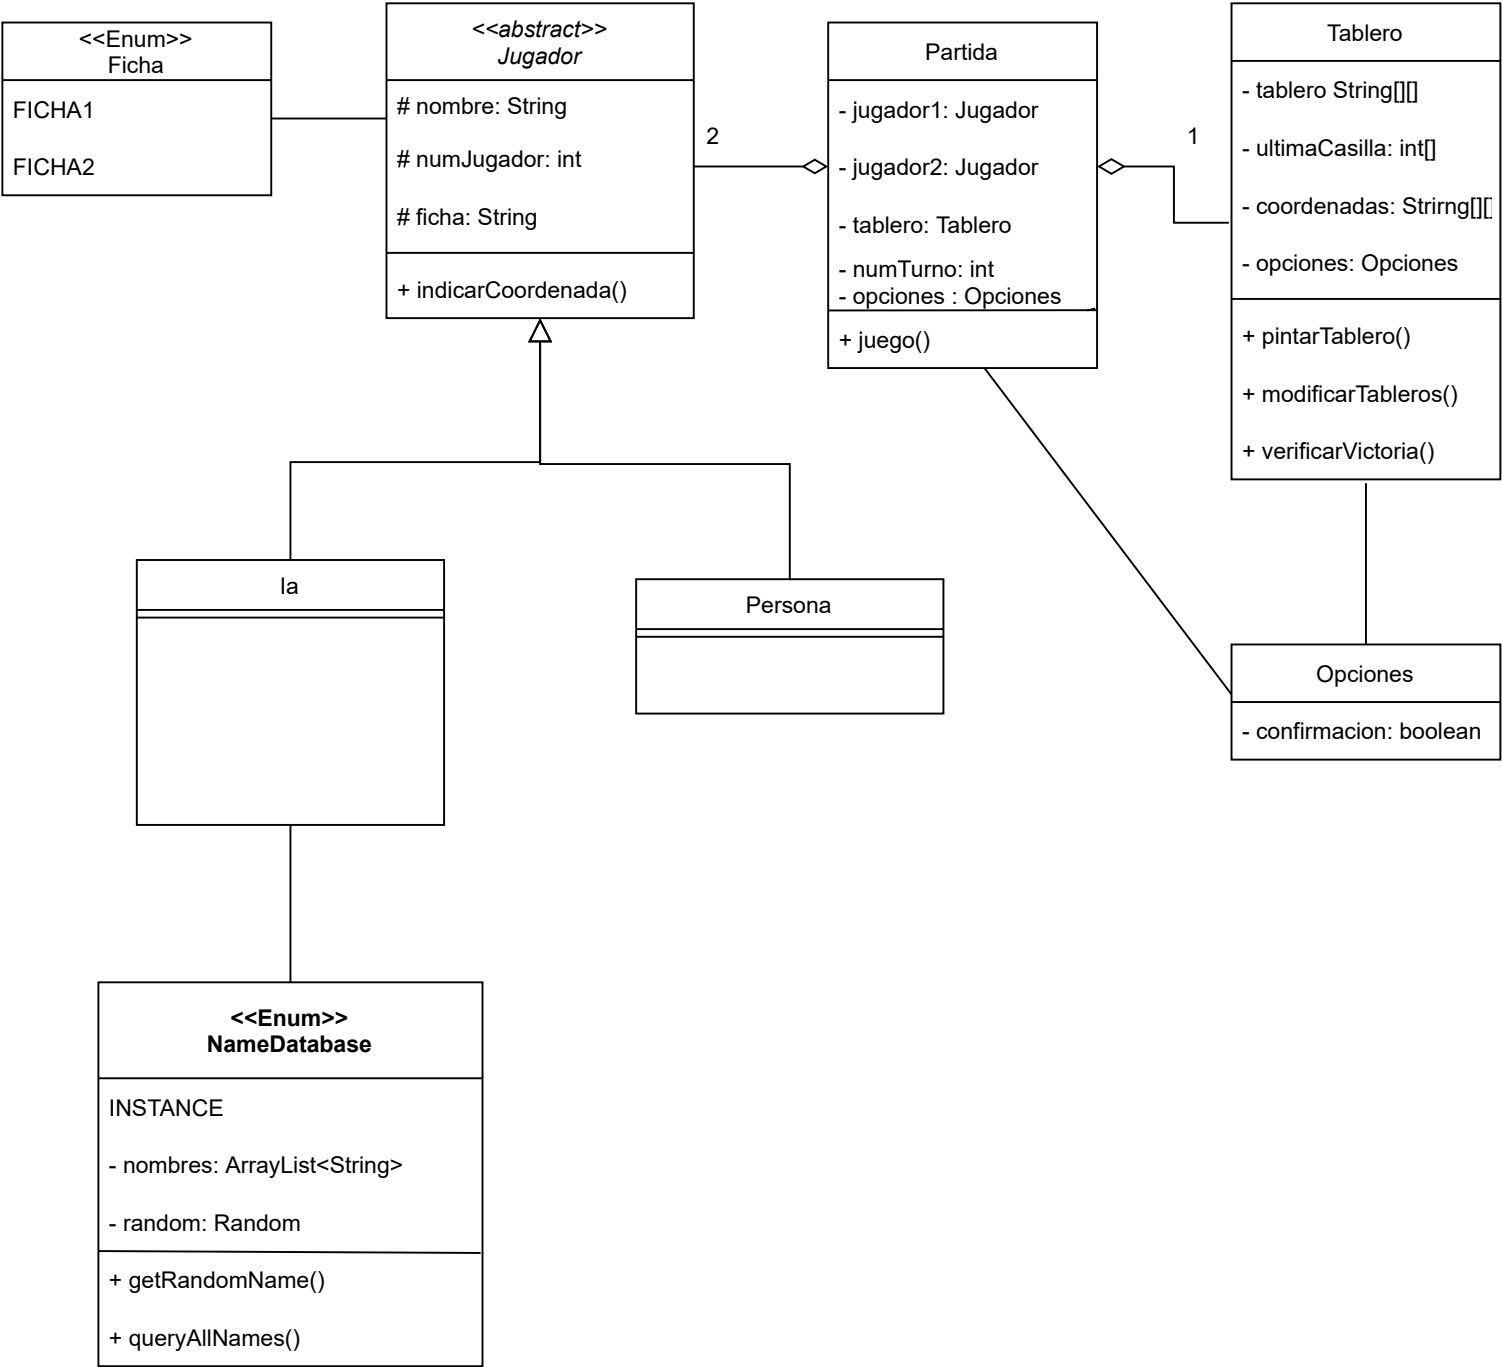 <<Enum>>
Ficha
FICHA1
FICHA2
<<abstract>>
Jugador
# nombre: String
# numJugador: int
# ficha: String
+ indicarCoordenada()
2
Partida
- jugador1: Jugador
- jugador2: Jugador
- tablero: Tablero
- numTurno: int
- opciones : Opciones
+ juego()
1
Tablero
- tablero String[][]
- ultimaCasilla: int[]
- coordenadas: Strirng[][]
- opciones: Opciones
+ pintarTablero()
+ modificarTableros()
+ verificarVictoria()
Ia
Persona
Opciones
- confirmacion: boolean
<<Enum>>
NameDatabase
INSTANCE
- nombres: ArrayList<String>
- random: Random
+ getRandomName()
+ queryAllNames()